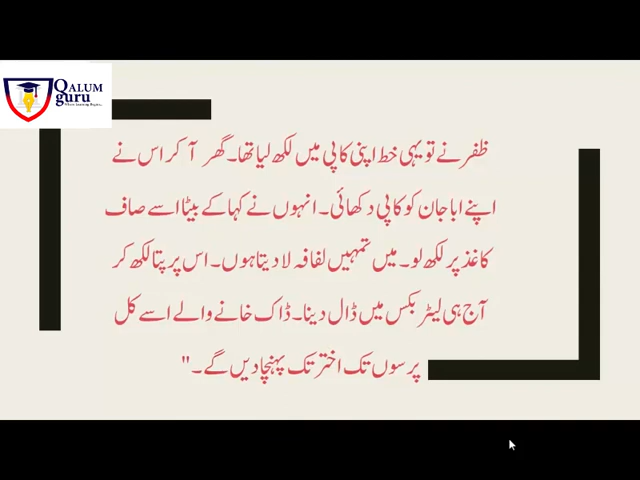 QALUM
guru
ظفر نے تو یہی خط اپنی کاپی میں لکھ لیا تھا۔ گھر آ کر اس نے
اپنے ابا جان کو کاپی دکھائی۔ انہوں نے کہا کے بیٹا اسے صاف
کاغذ پر لکھ لو۔ میں تمہیں لفافہ لا دیتا ہوں۔ اس پر پتا لکھ کر
آج ہی لیٹر بکس میں ڈال دینا۔ ڈاک خانے والے اسے کل
پرسوں تک اختر تک پہنچا دیں گے۔"